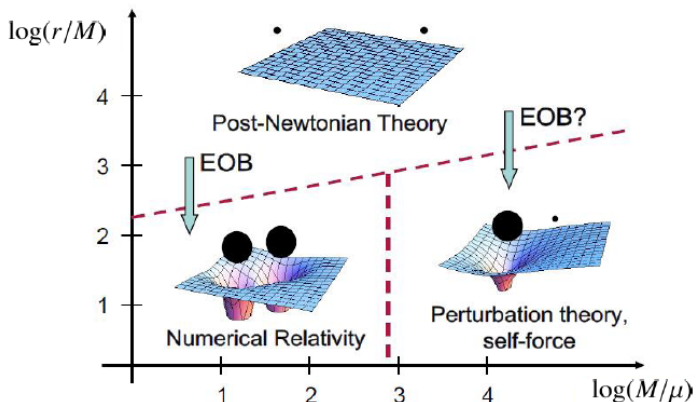 log(r/M)
4
Post-Newtonian Theory
EOB?
3
EOB
2
1
Numerical Relativity
Perturbation theory,
self-force
1
2
3
4
log(M/μ)